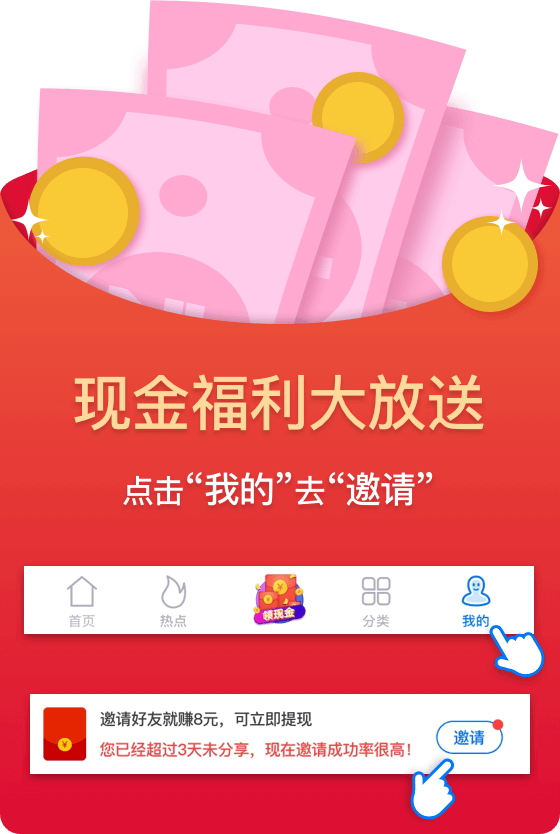 现金福利大放送
点击“我的”去“邀请”
首页 热点 领现金 分类 我的
邀请好友就赚8元，可立即提现
您已经超过3天未分享，现在邀请成功率很高！
邀请